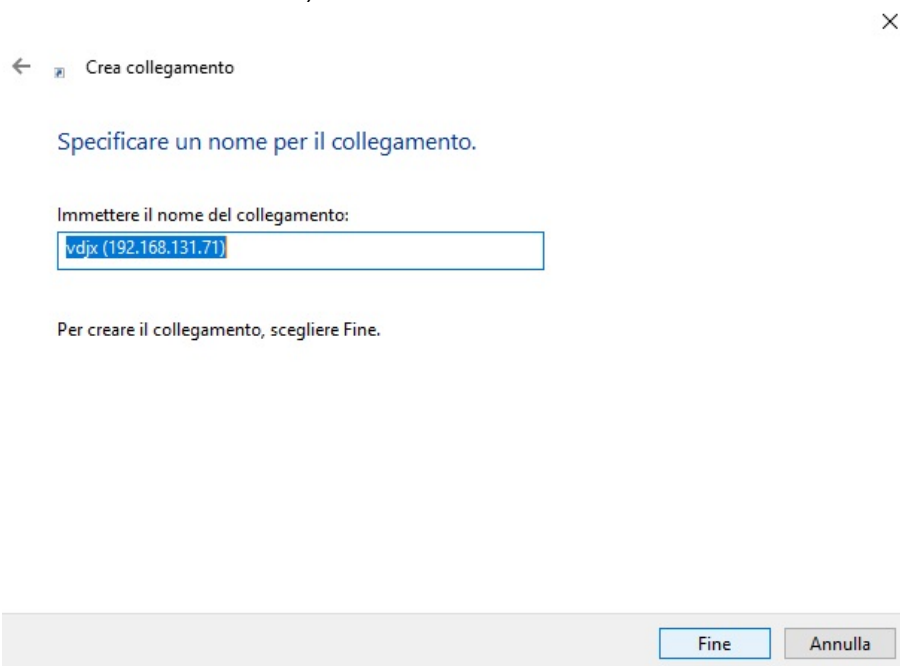 Crea collegamento
Specificare un nome per il collegamento.
Immettere il nome del collegamento:
vdjx (192.168.131.71)
Per creare il collegamento, scegliere Fine.
Fine Annulla